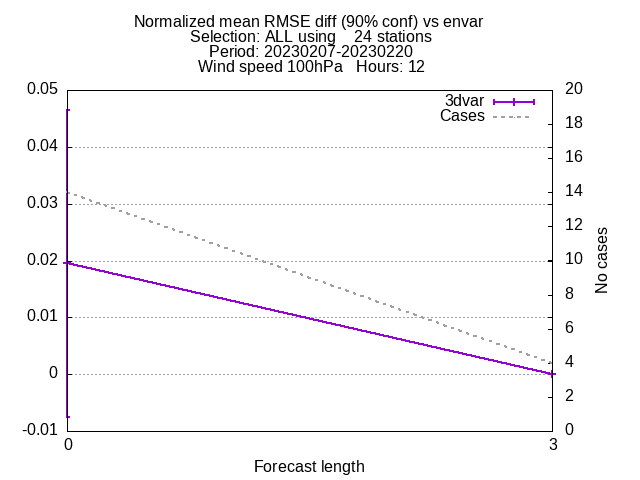 Normalized mean RMSE diff (90% conf) vs envar
Selection: ALL using    24 stations
Period: 20230207-20230220
Wind speed 100hPa   Hours: 12
3dvar
Cases
0.05
0.04
0.03
0.02
0.01
0
-0.01
20
18
16
14
12
10
8
6
4
2
0
No cases
0
3
Forecast length